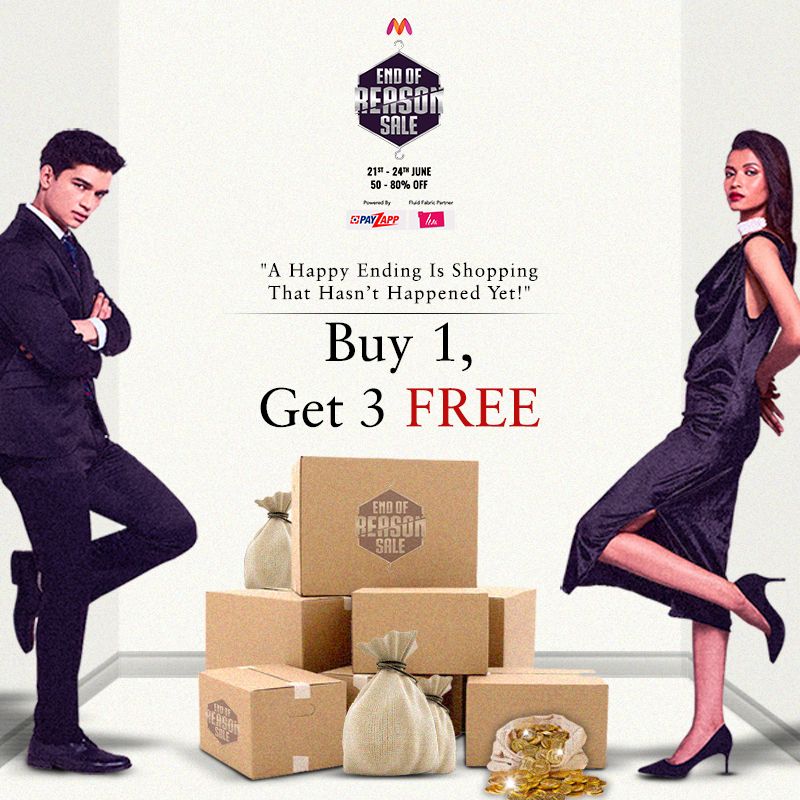 END OF
REASON
SALE
21ST - 24TH JUNE
50 - 80% OFF
Powered By Fluid Fabric Partner
PAYZAPP liva
"A Happy Ending Is Shopping
That Hasn't Happened Yet!"
Buy 1,
Get 3 FREE
END OF
REASON
SALE
END OF
REASON
SALE